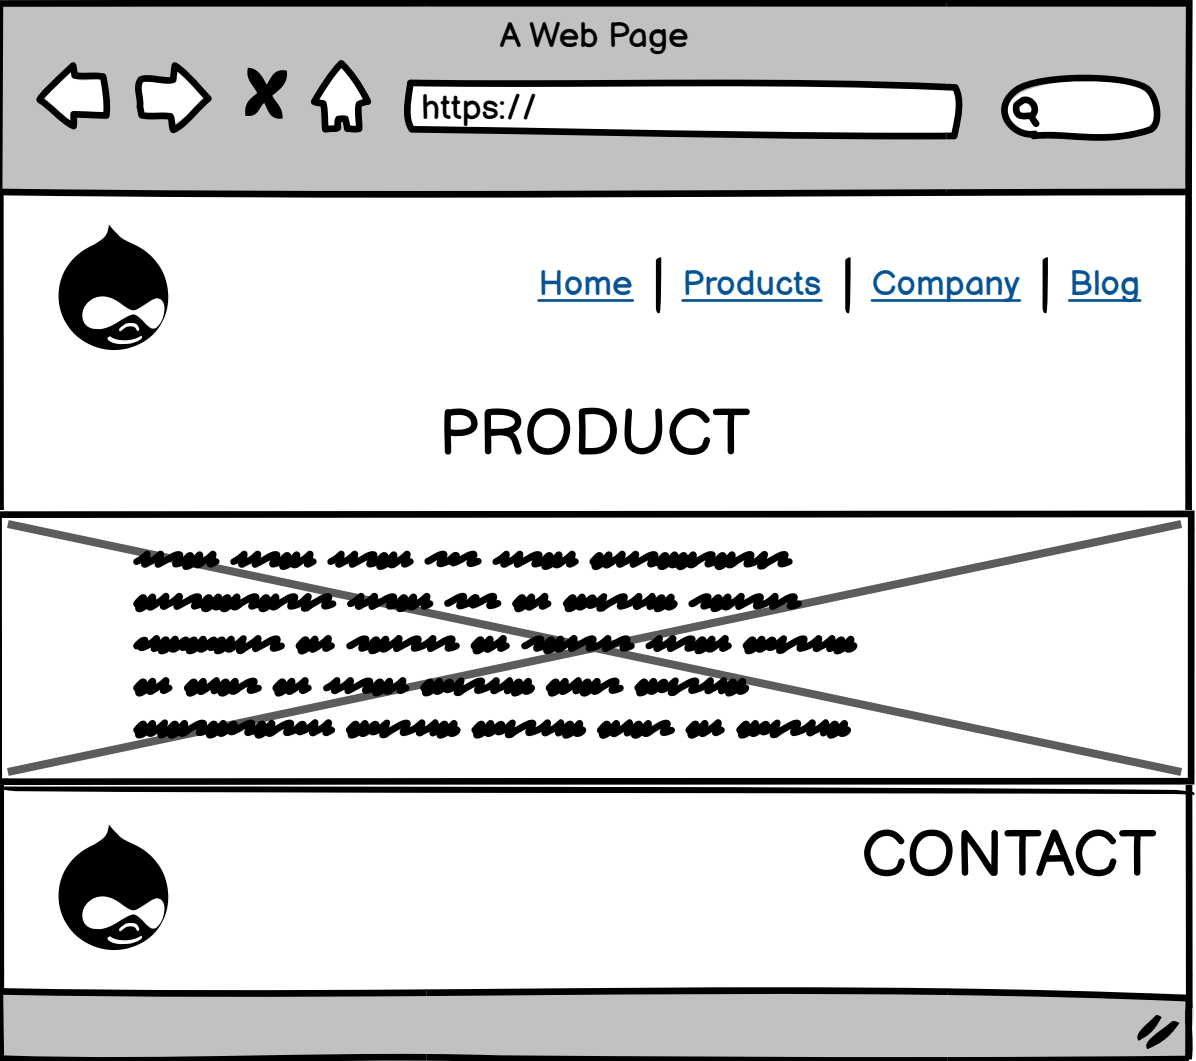 A Web Page
https://
Home | Products | Company | Blog
PRODUCT
CONTACT